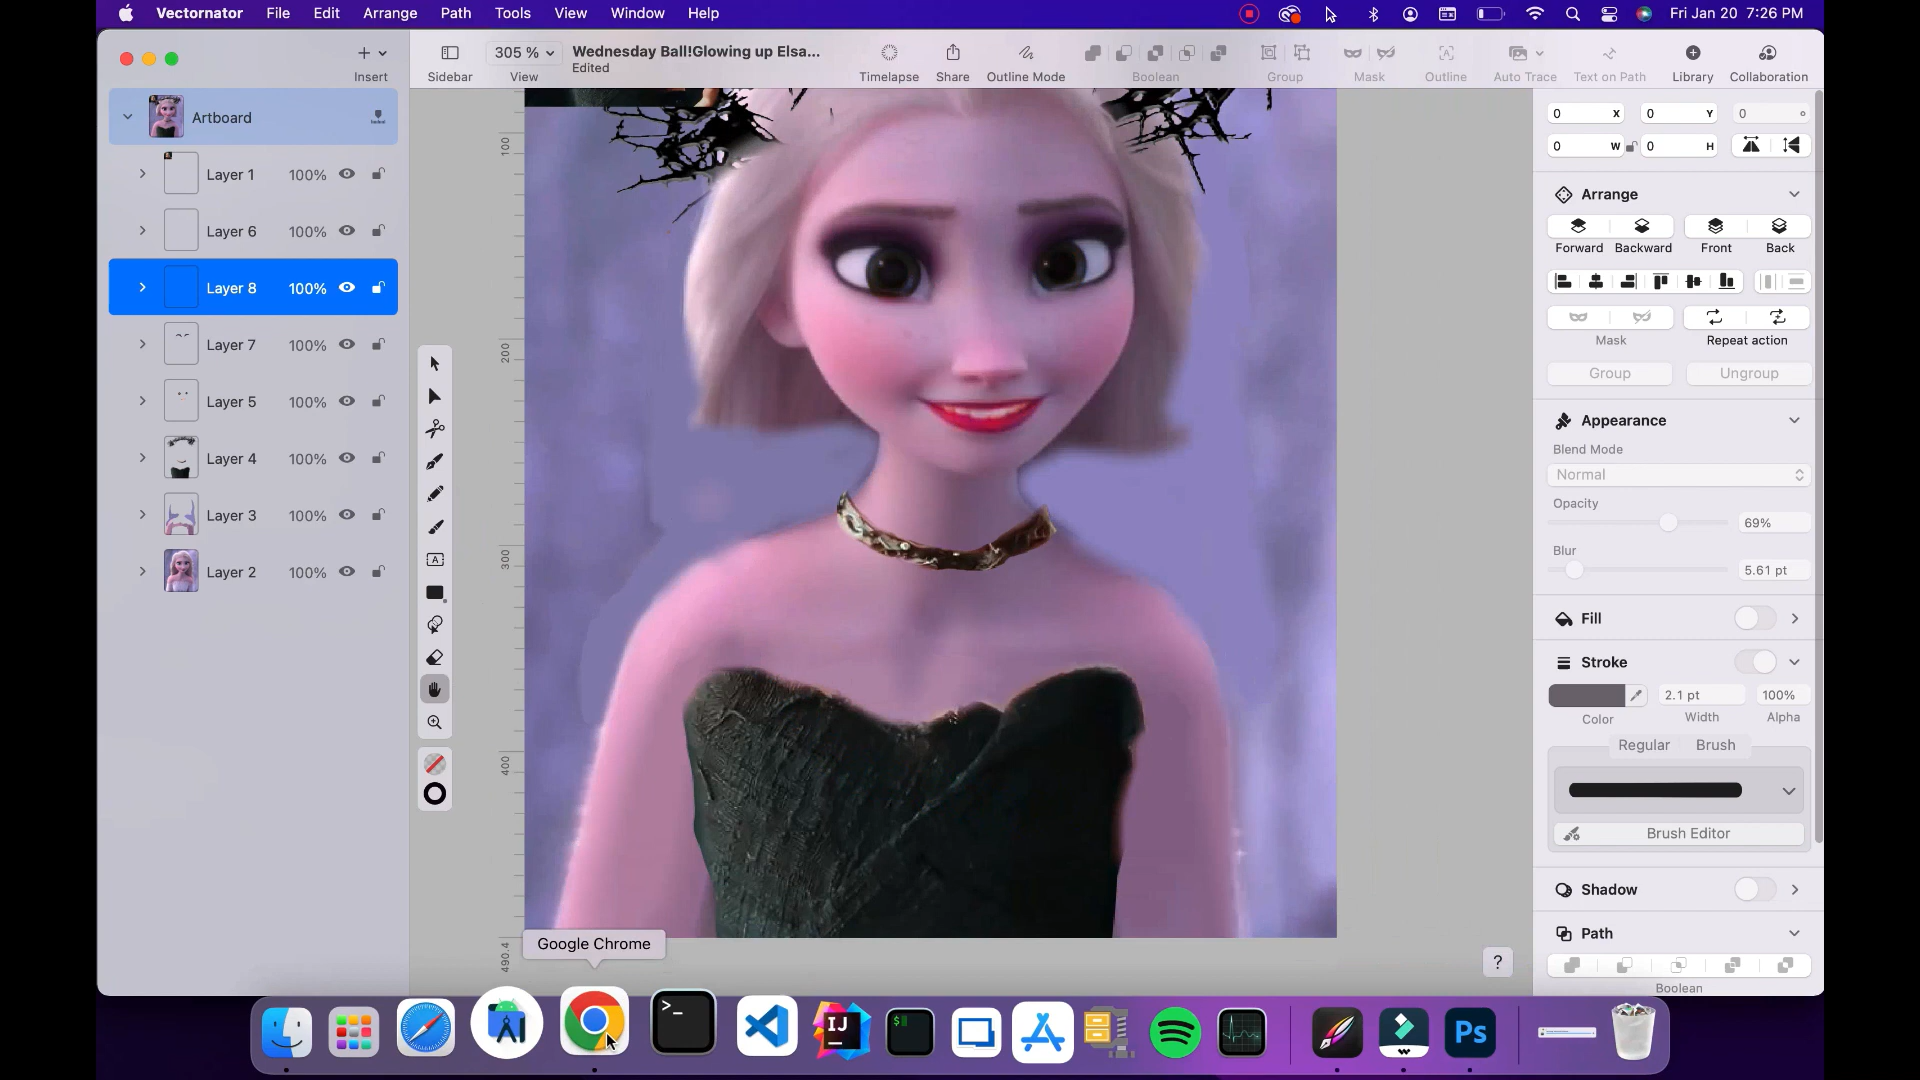 Vectornator File Edit Arrange Path Tools View Window Help Fri Jan 20 7:26 PM
Insert
Sidebar
305 %
View
Wednesday Ball!Glowing up Elsa...
Edited
Timelapse
Share
Outline Mode
Boolean
Group
Mask
Outline
Auto Trace
Text on Path
Library
Collaboration
Artboard
Layer 1 100%
Layer 6 100%
Layer 8 100%
Layer 7 100%
Layer 5 100%
Layer 4 100%
Layer 3 100%
Layer 2 100%
100
200
300
400
490.4
A
0 X 0 Y 0 °
0 W 0 H
Arrange
Forward Backward Front Back
Mask Repeat action
Group Ungroup
Appearance
Blend Mode
Normal
Opacity
69%
Blur
5.61 pt
Fill
Stroke
2.1 pt 100%
Color Width Alpha
Regular Brush
Brush Editor
Shadow
Path
Boolean
?
Google Chrome
>_
IJ
$
Ps